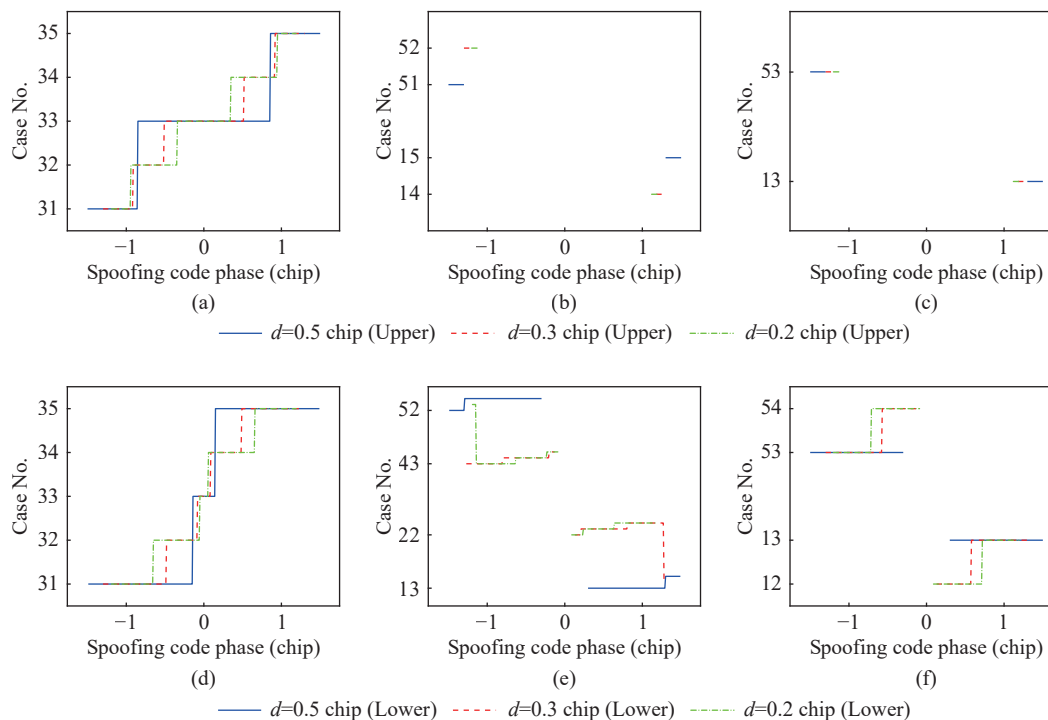 35
34
33
32
31
Case No.
−1 0 1
Spoofing code phase (chip)
(a)
52
51
15
14
Case No.
−1 0 1
Spoofing code phase (chip)
(b)
53
13
Case No.
−1 0 1
Spoofing code phase (chip)
(c)
d=0.5 chip (Upper) d=0.3 chip (Upper) d=0.2 chip (Upper)
35
34
33
32
31
Case No.
−1 0 1
Spoofing code phase (chip)
(d)
52
43
22
13
Case No.
−1 0 1
Spoofing code phase (chip)
(e)
54
53
13
12
Case No.
−1 0 1
Spoofing code phase (chip)
(f)
d=0.5 chip (Lower) d=0.3 chip (Lower) d=0.2 chip (Lower)